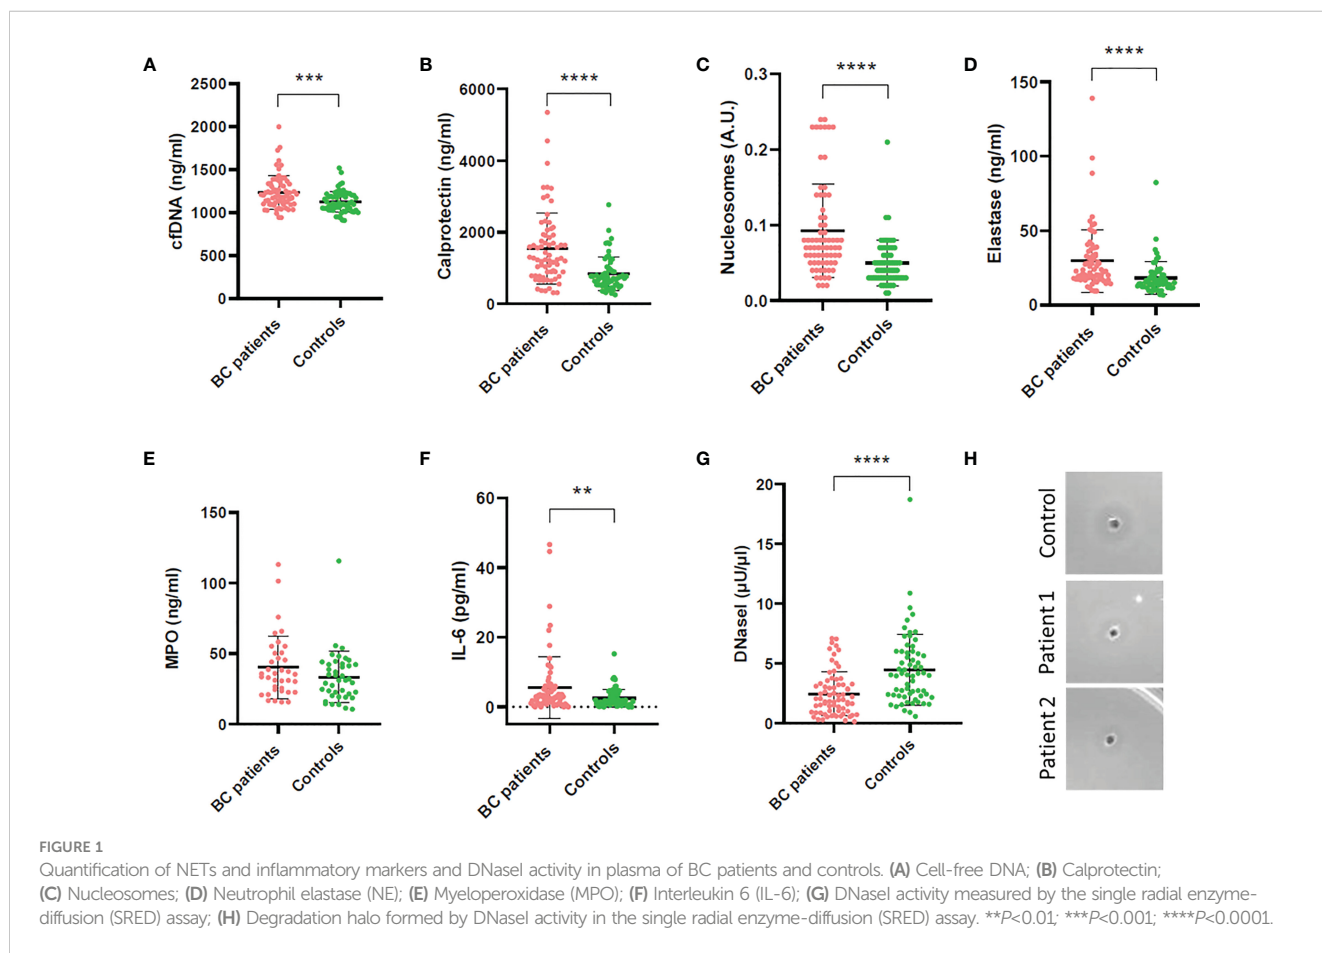 A
***
2500
2000
1500
1000
500
0
cfDNA (ng/ml)
BC patients
Controls
B
****
6000
4000
2000
0
Calprotectin (ng/ml)
BC patients
Controls
C
****
0.3
0.2
0.1
0.0
Nucleosomes (A.U.)
BC patients
Controls
D
****
150
100
50
0
Elastase (ng/ml)
BC patients
Controls
E
150
100
50
0
MPO (ng/ml)
BC patients
Controls
F
**
60
40
20
0
IL-6 (pg/ml)
BC patients
Controls
G
****
20
15
10
5
0
DNaseI (µU/µl)
BC patients
Controls
H
Control
Patient 1
Patient 2
FIGURE 1
Quantification of NETs and inflammatory markers and DNaseI activity in plasma of BC patients and controls. (A) Cell-free DNA; (B) Calprotectin;
(C) Nucleosomes; (D) Neutrophil elastase (NE); (E) Myeloperoxidase (MPO); (F) Interleukin 6 (IL-6); (G) DNaseI activity measured by the single radial enzyme-
diffusion (SRED) assay; (H) Degradation halo formed by DNaseI activity in the single radial enzyme-diffusion (SRED) assay. **P<0.01; ***P<0.001; ****P<0.0001.